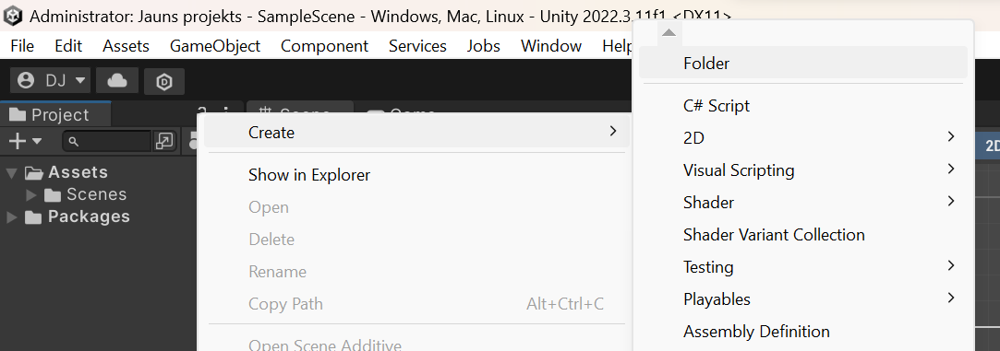 Administrator: Jauns projekts - SampleScene - Windows, Mac, Linux - Unity 2022.3.11f1 <DX11>
File Edit Assets GameObject Component Services Jobs Window Help
DJ
Project
Assets
Scenes
Packages
Create
Show in Explorer
Open
Delete
Rename
Copy Path Alt+Ctrl+C
Open Scene Additive
Folder
C# Script
2D
Visual Scripting
Shader
Shader Variant Collection
Testing
Playables
Assembly Definition
2D